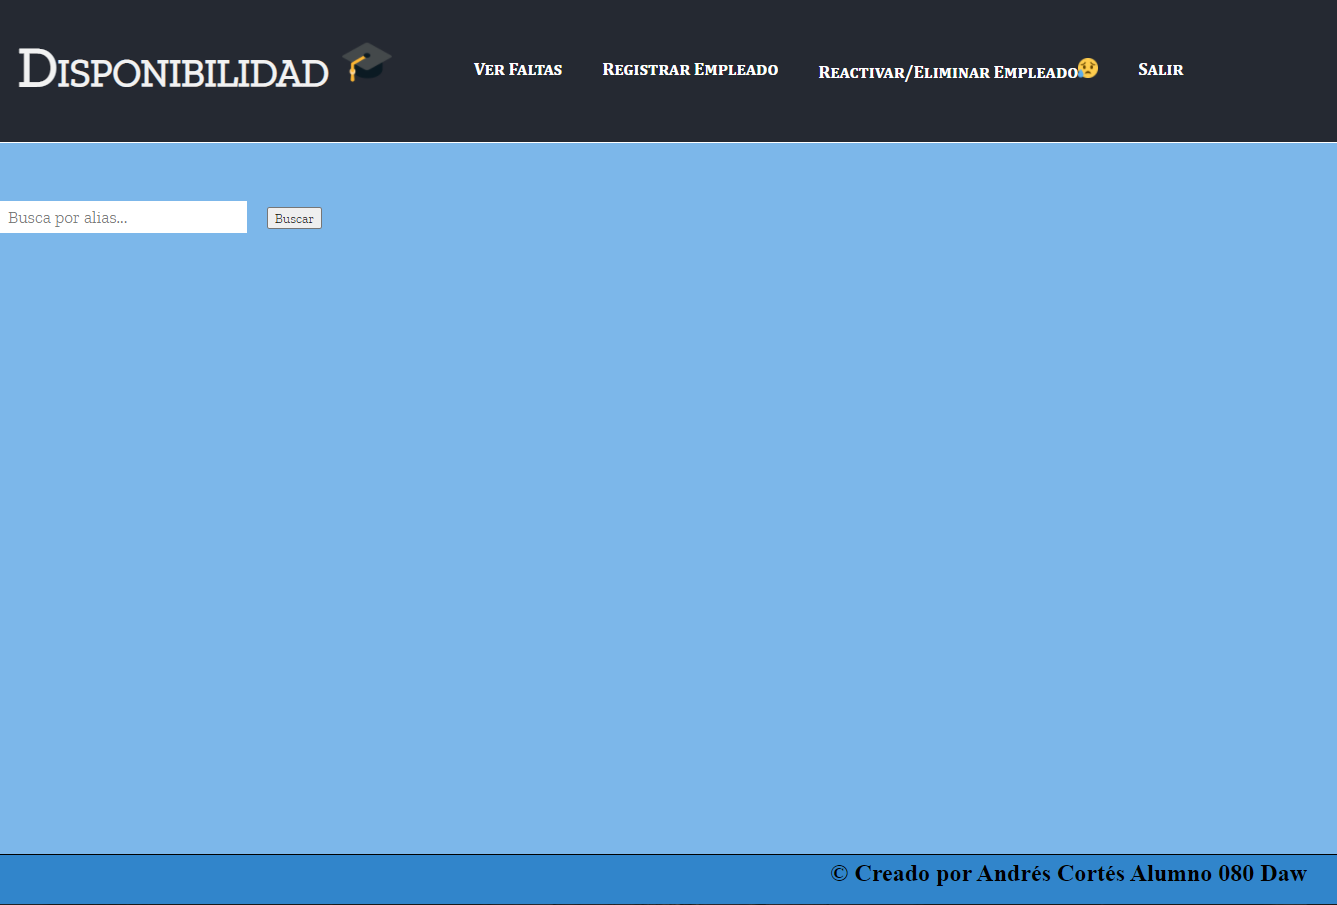 Disponibilidad
Ver Faltas
Registrar Empleado
Reactivar/Eliminar Empleado
Salir
Busca por alias...
Buscar
© Creado por Andrés Cortés Alumno 080 Daw